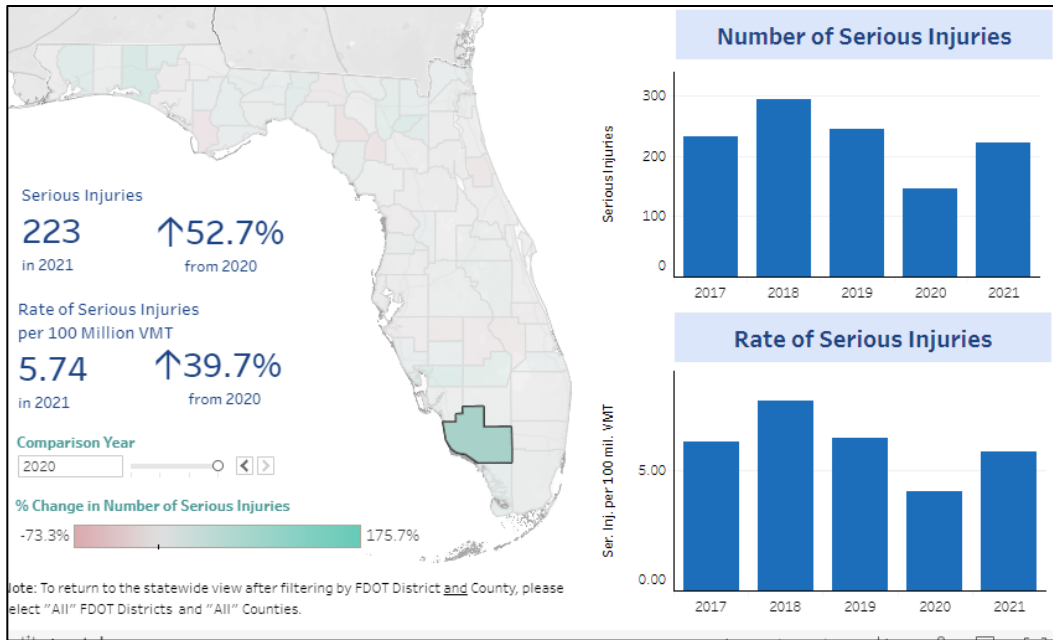 Serious Injuries
223
in 2021
↑52.7%
from 2020
Rate of Serious Injuries
per 100 Million VMT
5.74
in 2021
↑39.7%
from 2020
Comparison Year
2020
% Change in Number of Serious Injuries
-73.3%
175.7%
Note: To return to the statewide view after filtering by FDOT District and County, please
elect "All" FDOT Districts and "All" Counties.
Number of Serious Injuries
Serious Injuries
300
200
100
0
2017 2018 2019 2020 2021
Rate of Serious Injuries
Ser. Inj. per 100 mil. VMT
5.00
0.00
2017 2018 2019 2020 2021